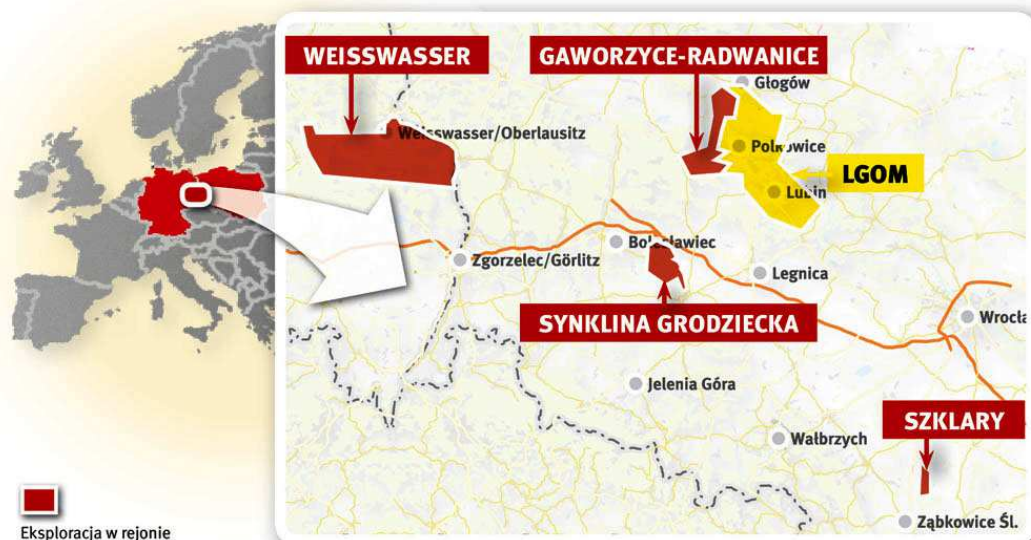 WEISSWASSER
GAWORZYCE-RADWANICE
Głogów
Weisswasser/Oberlausitz
Polkowice
LGOM
Lubin
Bolesławiec
Zgorzelec/Görlitz
Legnica
SYNKLINA GRODZIECKA
Wrocła
Jelenia Góra
SZKLARY
Wałbrzych
Ząbkowice Śl.
Eksploracja w rejonie